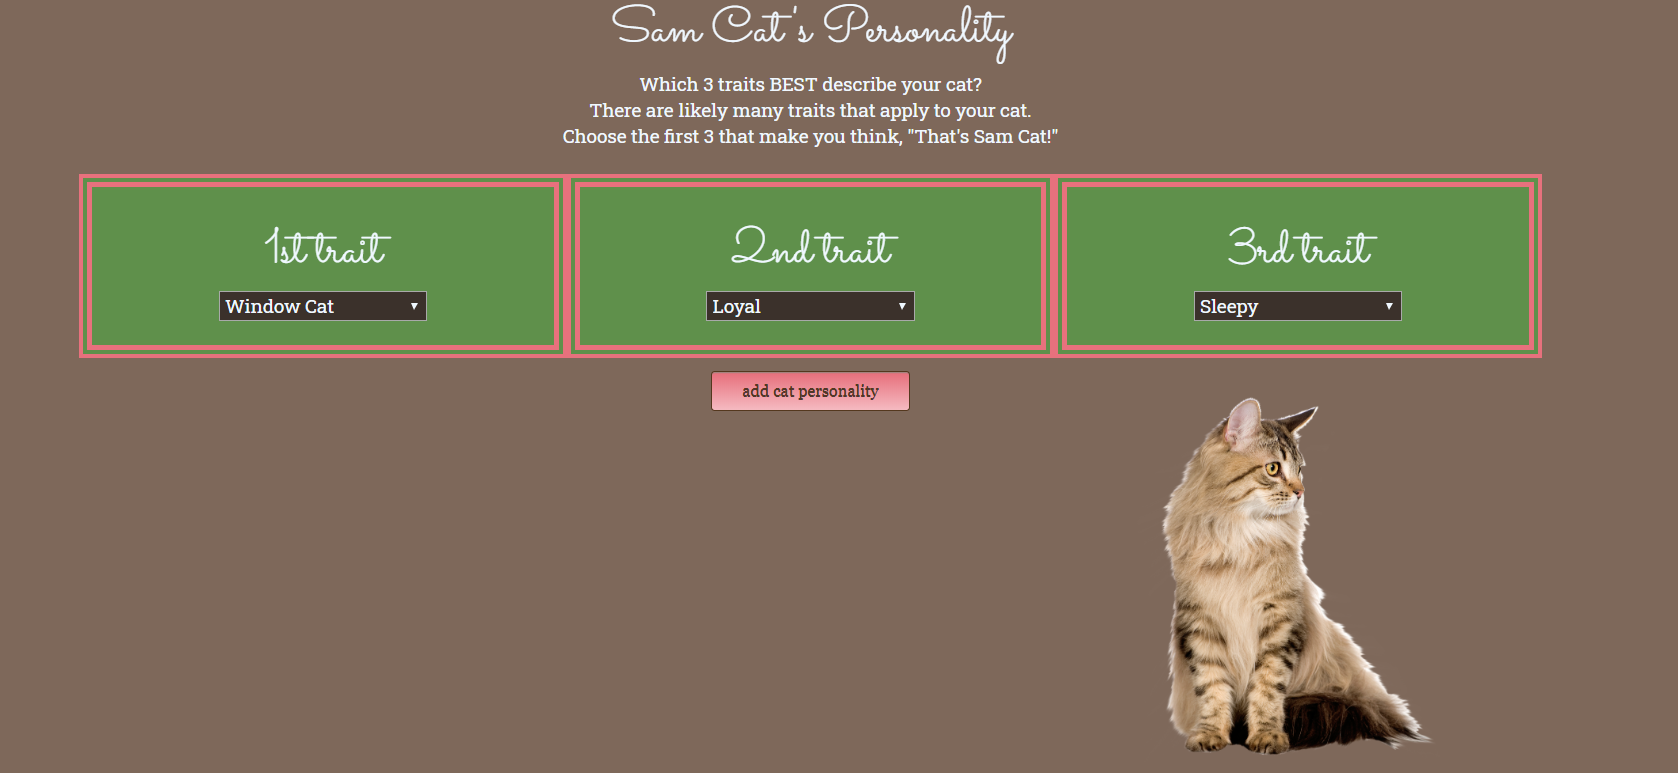 Sam Cat's Personality
Which 3 traits BEST describe your cat?
There are likely many traits that apply to your cat.
Choose the first 3 that make you think, "That's Sam Cat!"
1st trait
Window Cat
2nd trait
Loyal
3rd trait
Sleepy
add cat personality